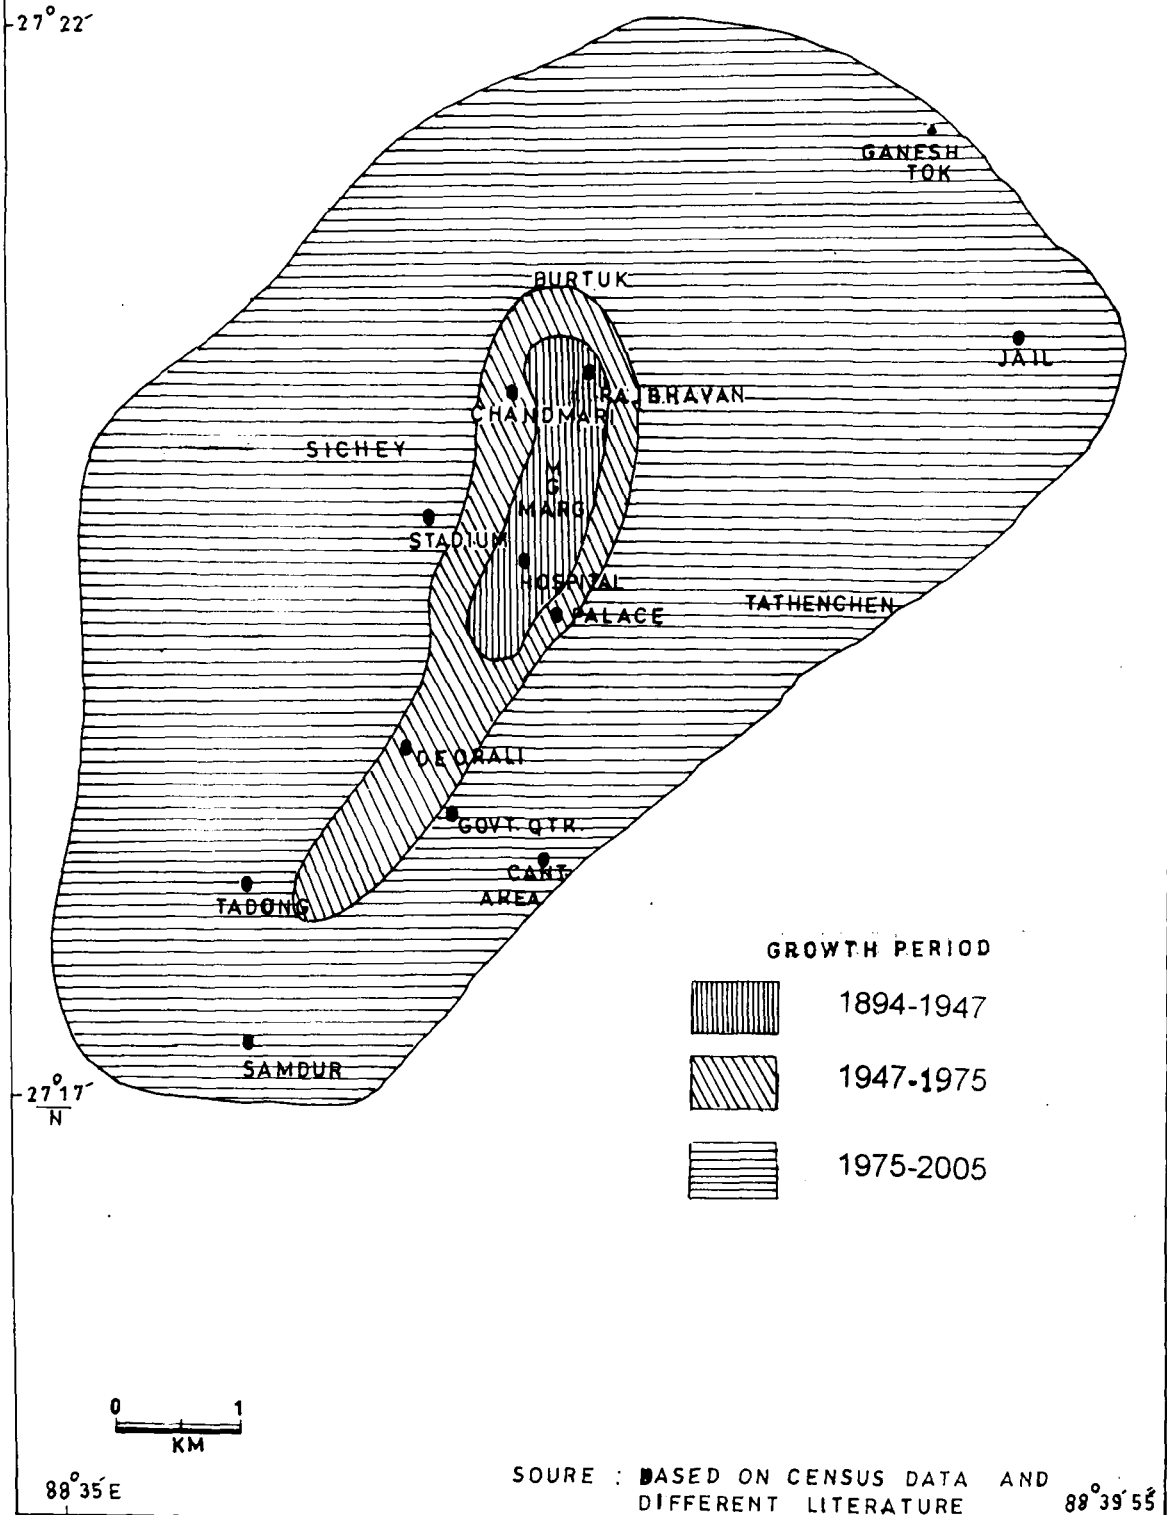 27°22′
GANESH
TOK
BURTUK
JAIL
RAJBHAVAN
CHANDMARI
SICHEY
M
G
MARG
STADIUM
HOSPITAL
TATHENCHEN
PALACE
DEORALI
GOVT. QTR.
CANT
AREA
TADONG
GROWTH PERIOD
1894-1947
SAMDUR
1947-1975
27°17′
N
1975-2005
0 1
KM
SOURE : BASED ON CENSUS DATA AND
DIFFERENT LITERATURE
88°35′E
88°39′55″